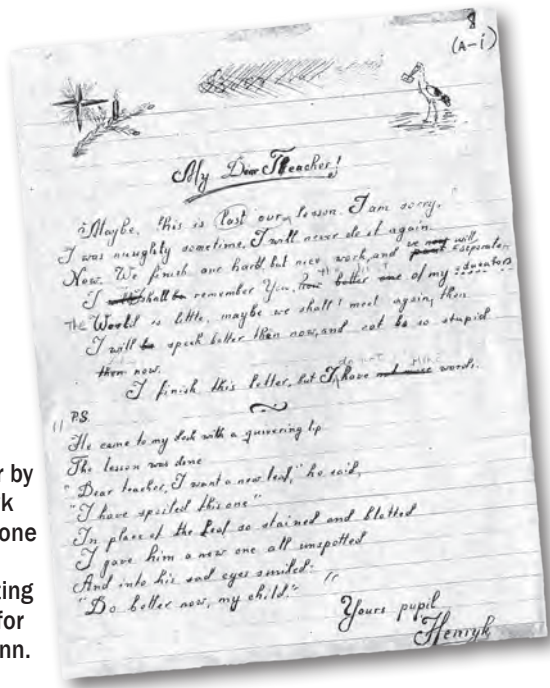 8
(A-i)
My Dear Teacher!
Maybe, this is last our lesson. I am sorry.
I was nuughty sometime. I will never do it again.
Now. We finish our hard, but nice work, and we will separate,
I shall remember You, better one of my educators
The World is little, maybe we shall meet again, then
I will speek better then now, and not be so stupid
them now.
I finish this letter, but I do not have more words.
P.S.
He came to my desk with a quivering lip
The lesson was done
"Dear teacher, I want a new leaf," he said,
"I have spoiled this one"
In place of the leaf so stained and blotted
I gave him a new one all unspotted
And into his sad eyes smiled:
"Do better now, my child."
Yours pupil
Henryk
r by
k
one
ting
for
nn.